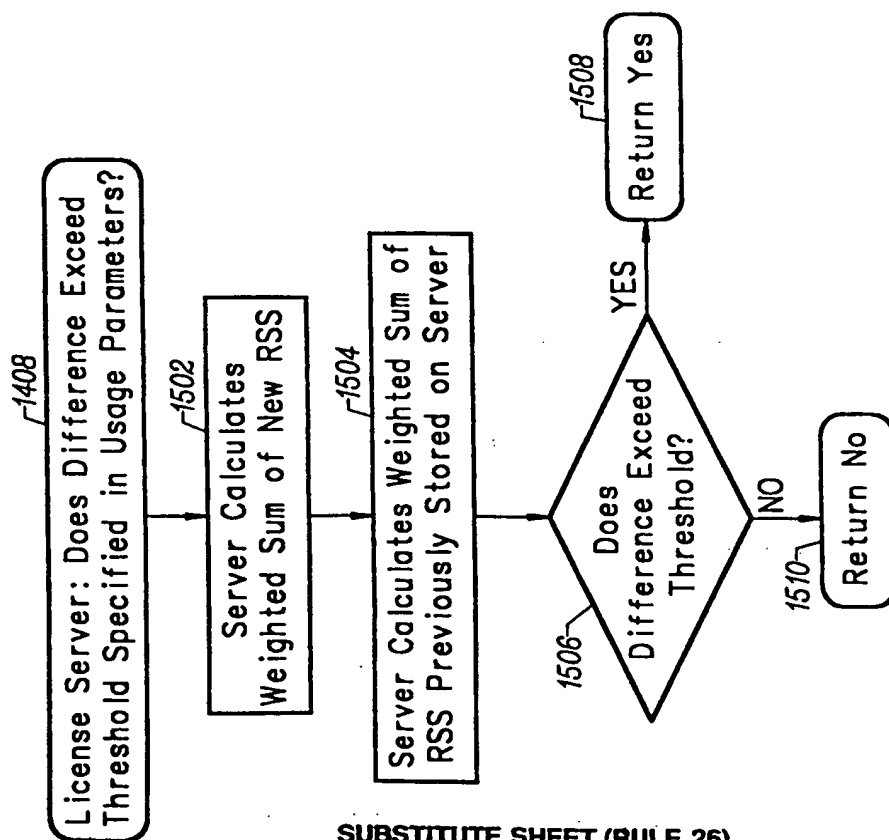 1408
License Server: Does Difference Exceed
Threshold Specified in Usage Parameters?
1502
Server Calculates
Weighted Sum of New RSS
1504
Server Calculates Weighted Sum of
RSS Previously Stored on Server
1506
Does
Difference Exceed
Threshold?
YES
1508
Return Yes
NO
1510
Return No
SUBSTITUTE SHEET (RULE 26)